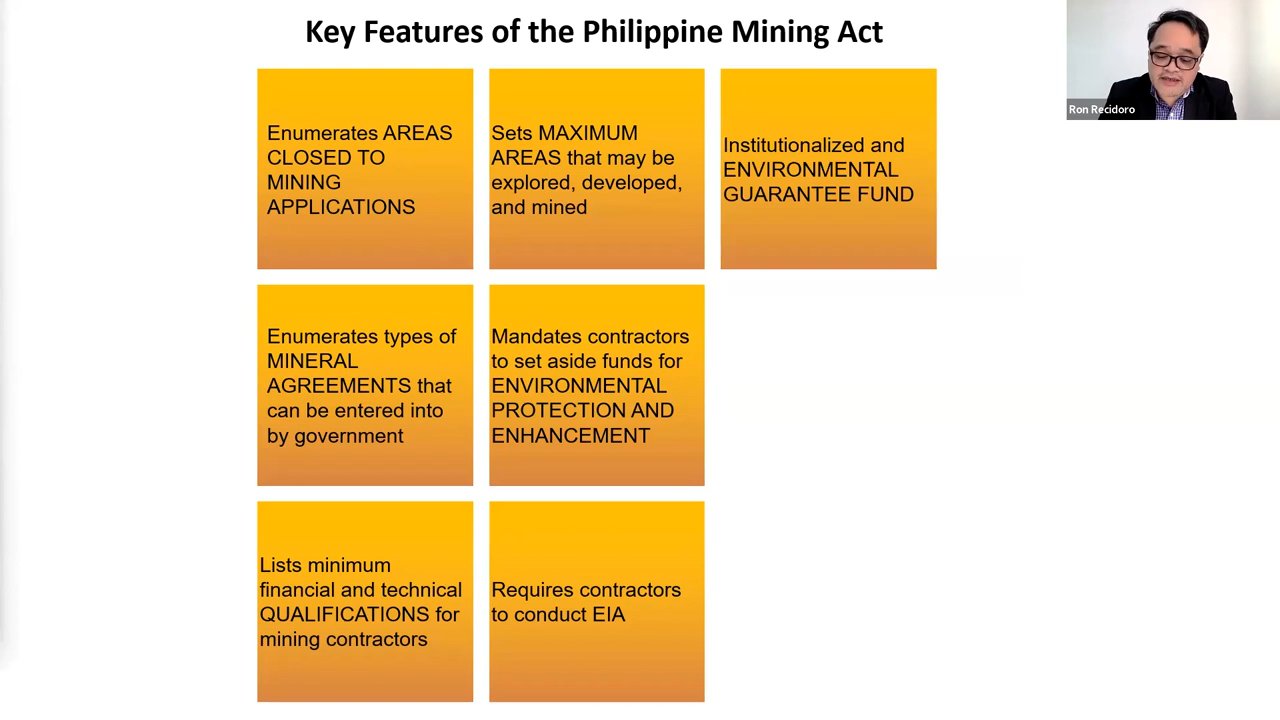 Key Features of the Philippine Mining Act
Ron Recidoro
Enumerates AREAS
CLOSED TO
MINING
APPLICATIONS
Sets MAXIMUM
AREAS that may be
explored, developed,
and mined
Institutionalized and
ENVIRONMENTAL
GUARANTEE FUND
Enumerates types of
MINERAL
AGREEMENTS that
can be entered into
by government
Mandates contractors
to set aside funds for
ENVIRONMENTAL
PROTECTION AND
ENHANCEMENT
Lists minimum
financial and technical
QUALIFICATIONS for
mining contractors
Requires contractors
to conduct EIA